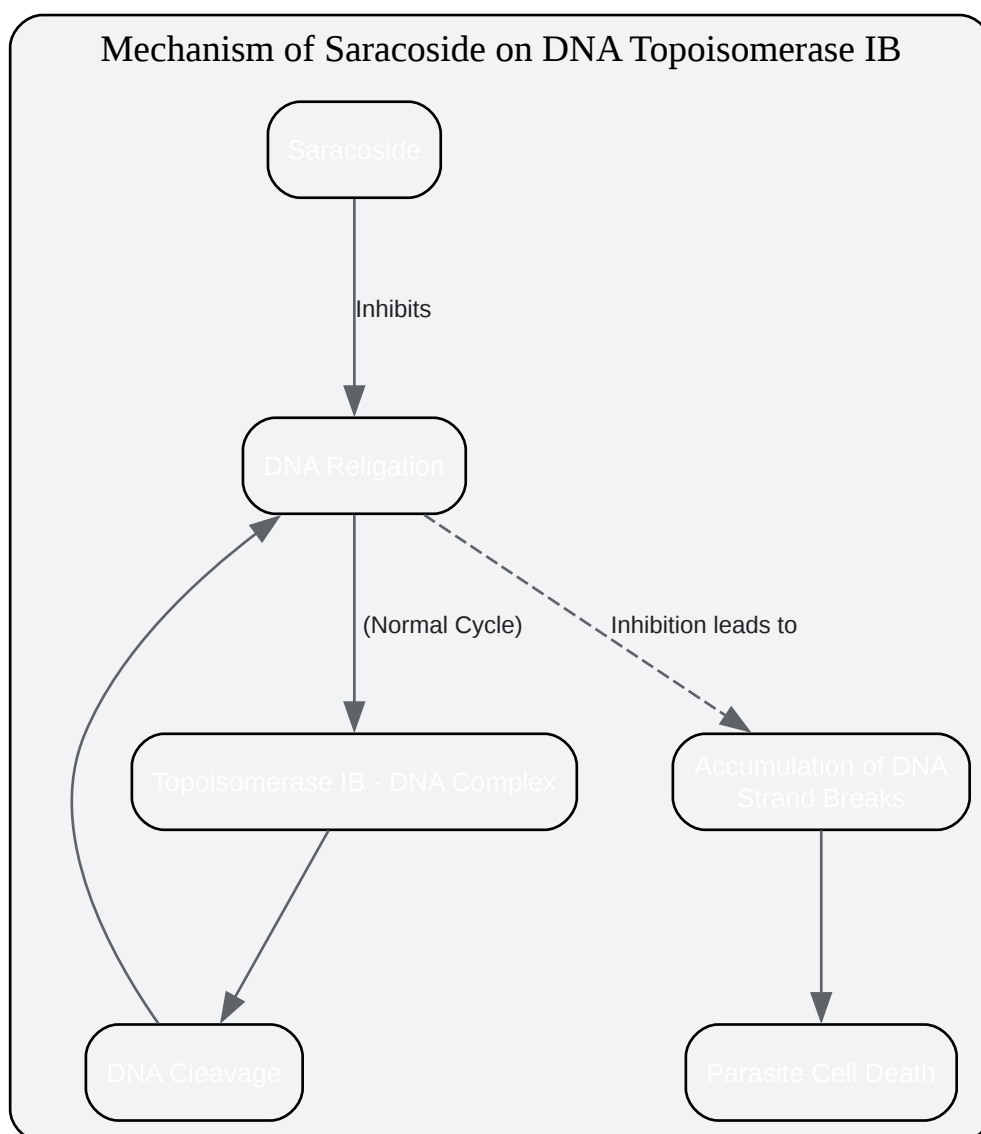 Mechanism of Saracoside on DNA Topoisomerase IB
Saracoside
Inhibits
DNA Religation
(Normal Cycle)
Inhibition leads to
Topoisomerase IB - DNA Complex
Accumulation of DNA
Strand Breaks
DNA Cleavage
Parasite Cell Death